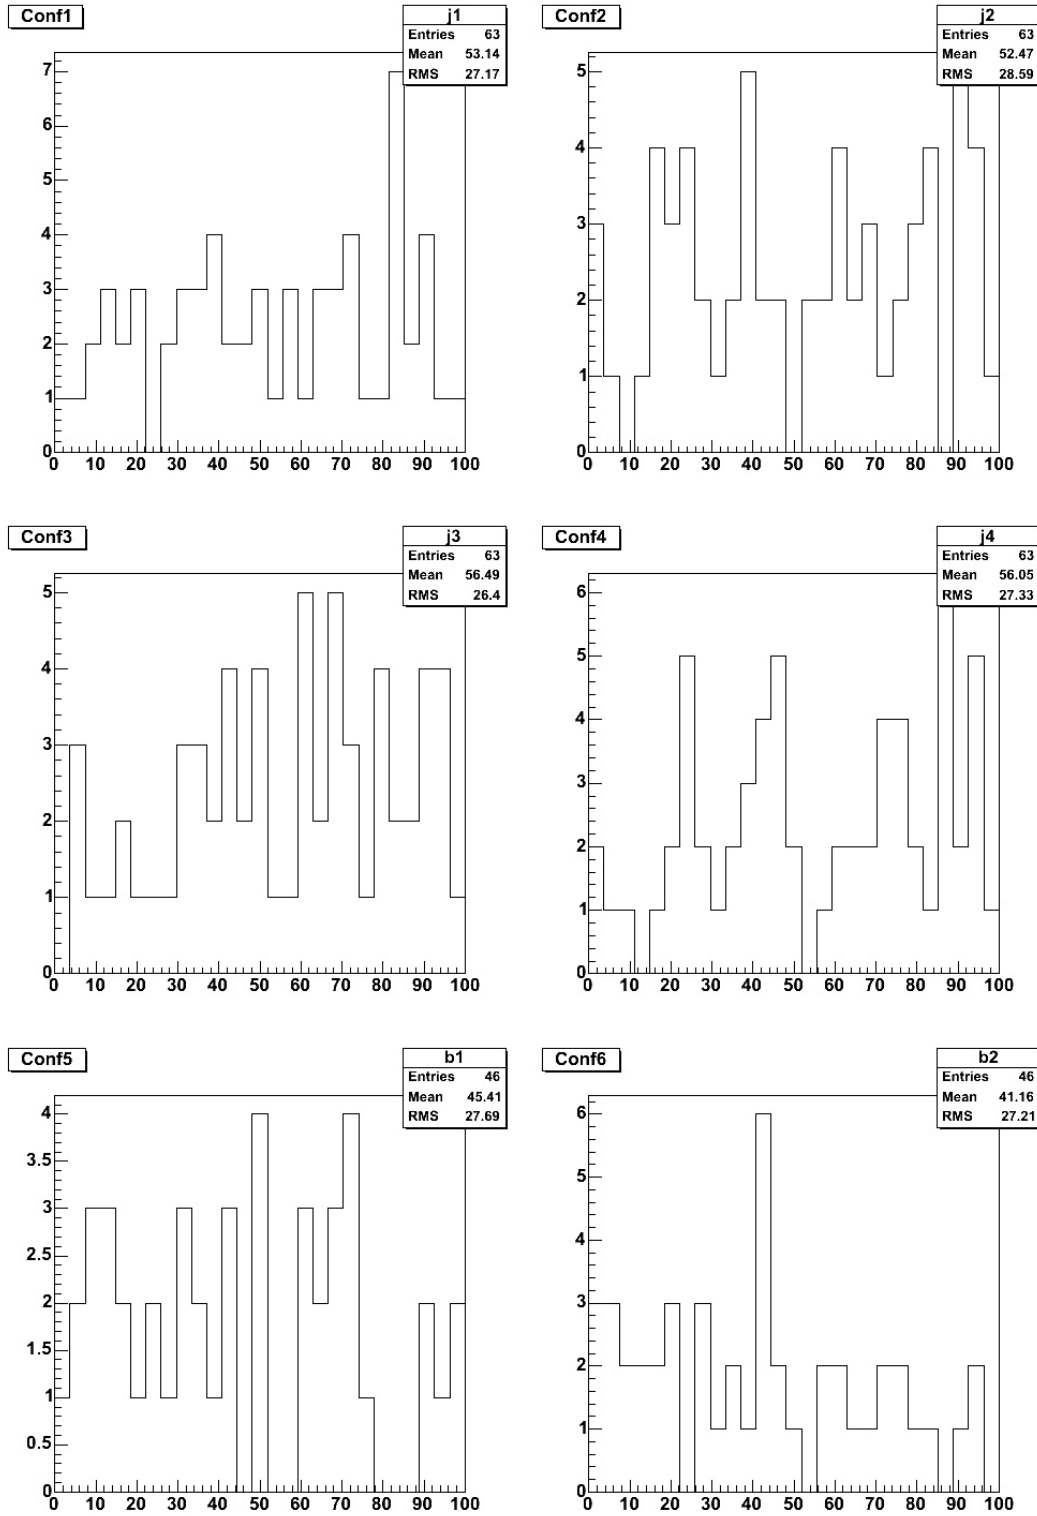 Conf1
j1
Entries 63
Mean 53.14
RMS 27.17
7
6
5
4
3
2
1
0
0 10 20 30 40 50 60 70 80 90 100
Conf2
j2
Entries 63
Mean 52.47
RMS 28.59
5
4
3
2
1
0
0 10 20 30 40 50 60 70 80 90 100
Conf3
j3
Entries 63
Mean 56.49
RMS 26.4
5
4
3
2
1
0
0 10 20 30 40 50 60 70 80 90 100
Conf4
j4
Entries 63
Mean 56.05
RMS 27.33
6
5
4
3
2
1
0
0 10 20 30 40 50 60 70 80 90 100
Conf5
b1
Entries 46
Mean 45.41
RMS 27.69
4
3.5
3
2.5
2
1.5
1
0.5
0
0 10 20 30 40 50 60 70 80 90 100
Conf6
b2
Entries 46
Mean 41.16
RMS 27.21
6
5
4
3
2
1
0
0 10 20 30 40 50 60 70 80 90 100